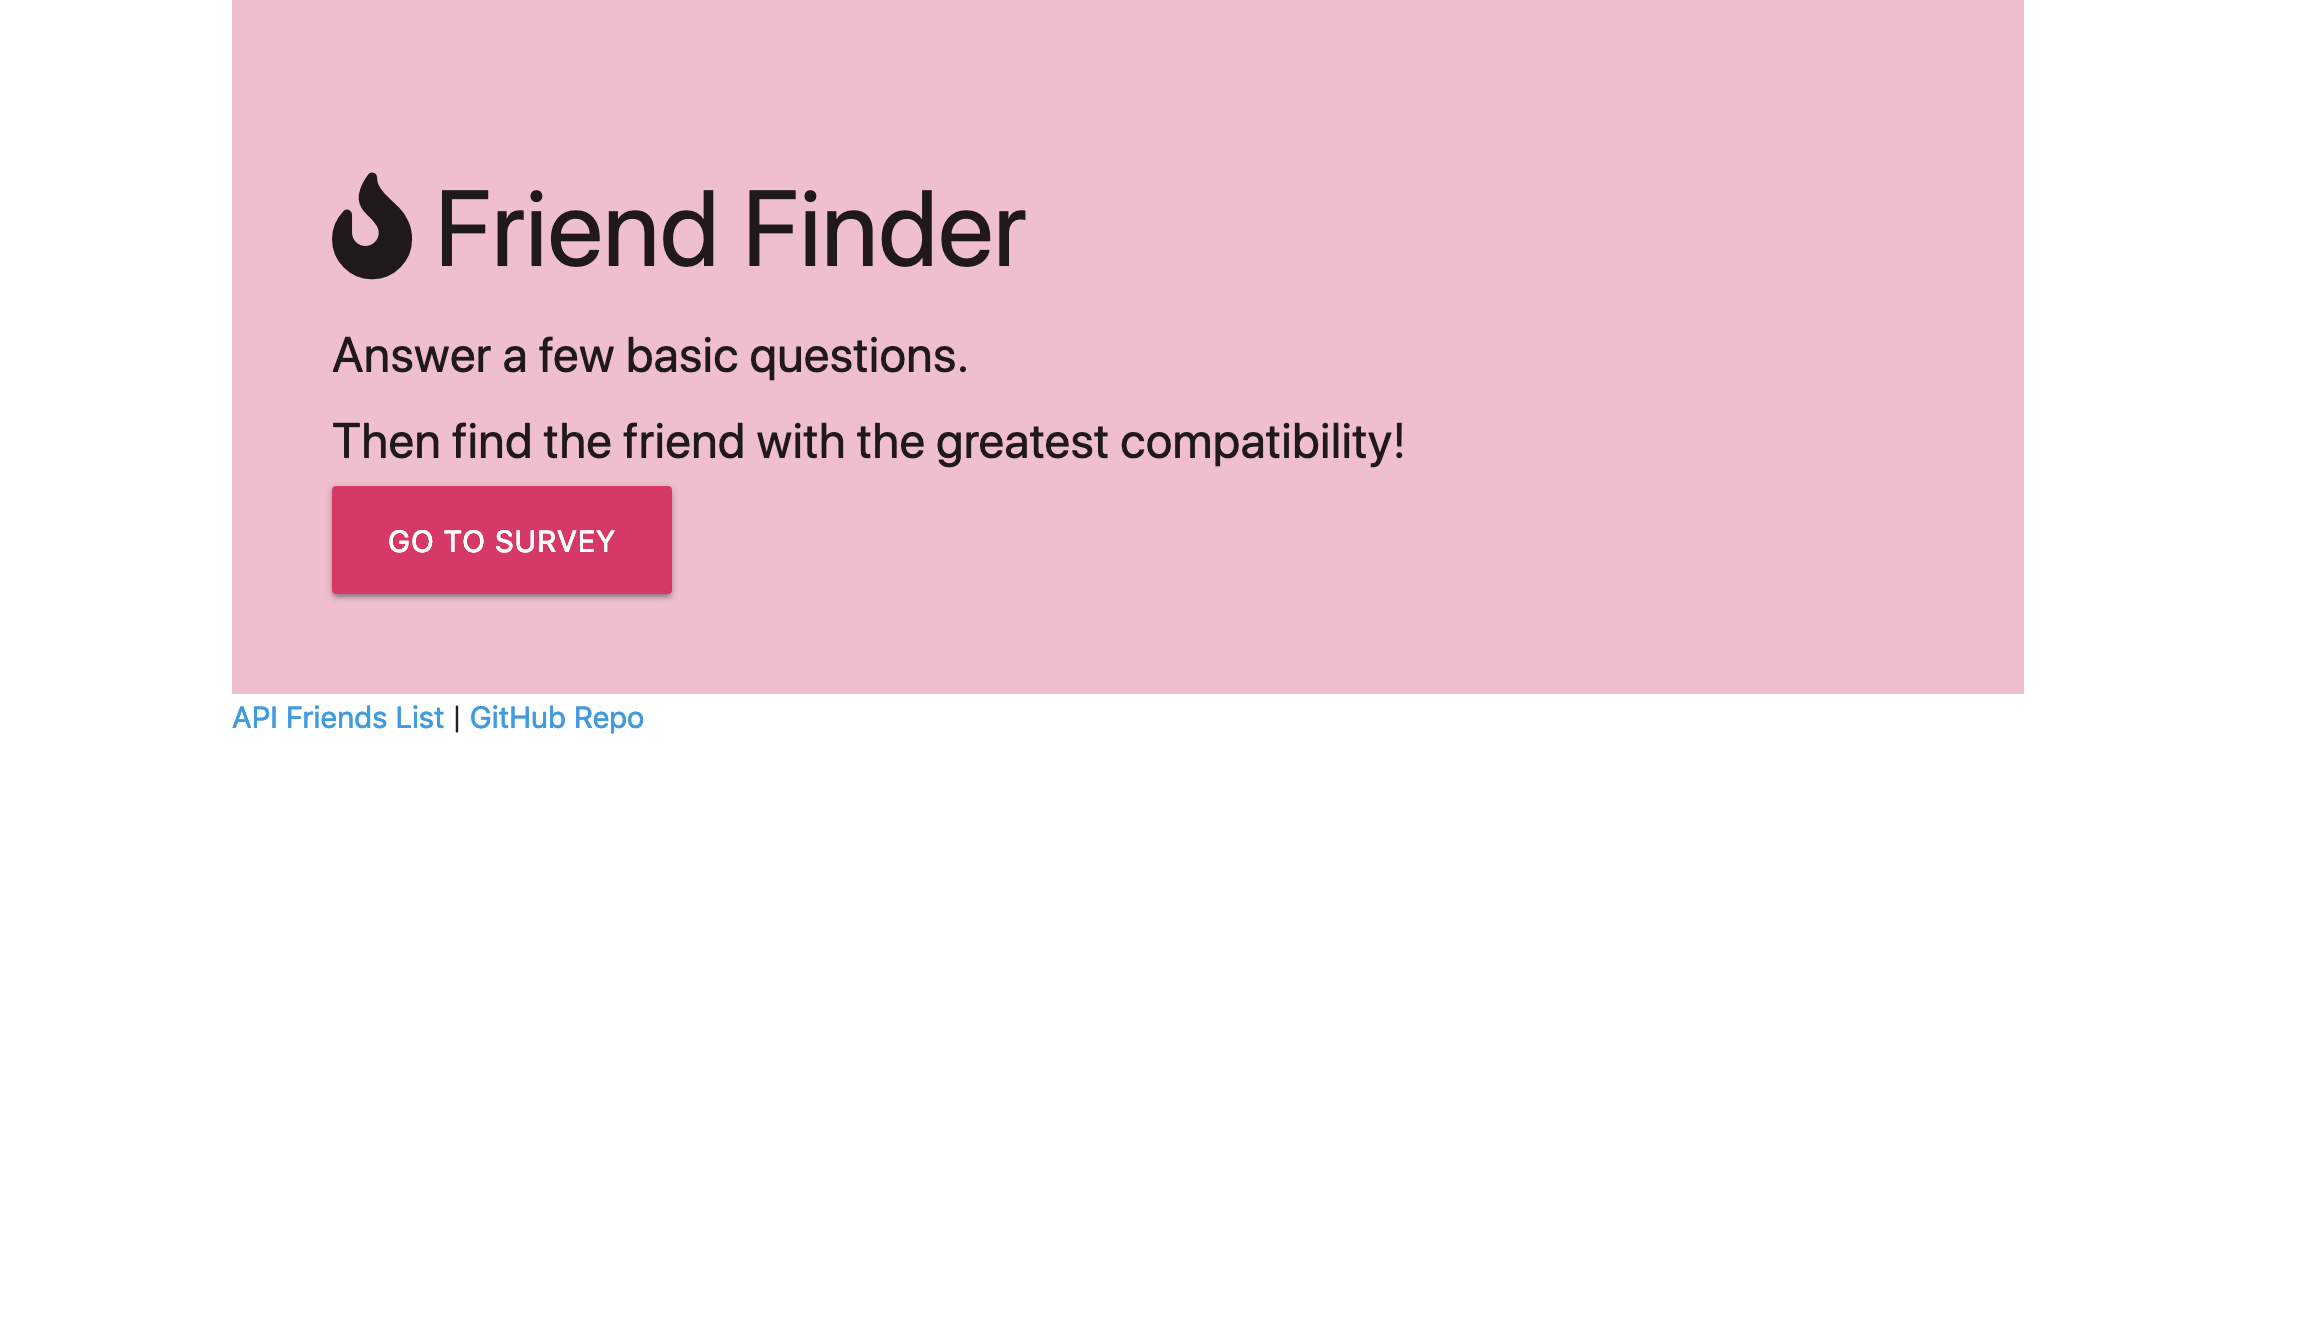 Friend Finder
Answer a few basic questions.
Then find the friend with the greatest compatibility!
GO TO SURVEY
API Friends List | GitHub Repo